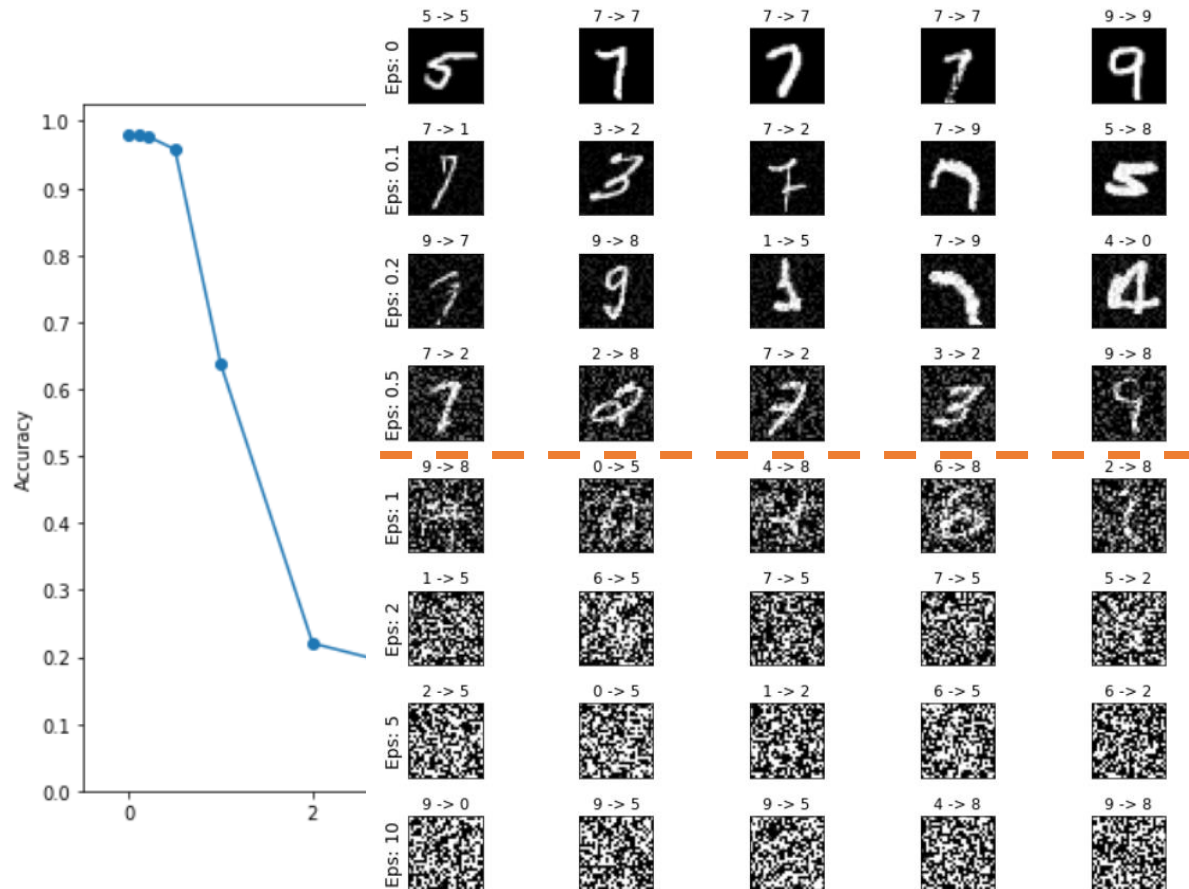 Accuracy
1.0
0.9
0.8
0.7
0.6
0.5
0.4
0.3
0.2
0.1
0.0
0 2
5 -> 5 7 -> 7 7 -> 7 7 -> 7 9 -> 9
Eps: 0
7 -> 1 3 -> 2 7 -> 2 7 -> 9 5 -> 8
Eps: 0.1
9 -> 7 9 -> 8 1 -> 5 7 -> 9 4 -> 0
Eps: 0.2
7 -> 2 2 -> 8 7 -> 2 3 -> 2 9 -> 8
Eps: 0.5
9 -> 8 0 -> 5 4 -> 8 6 -> 8 2 -> 8
Eps: 1
1 -> 5 6 -> 5 7 -> 5 7 -> 5 5 -> 2
Eps: 2
2 -> 5 0 -> 5 1 -> 2 6 -> 5 6 -> 2
Eps: 5
9 -> 0 9 -> 5 9 -> 5 4 -> 8 9 -> 8
Eps: 10